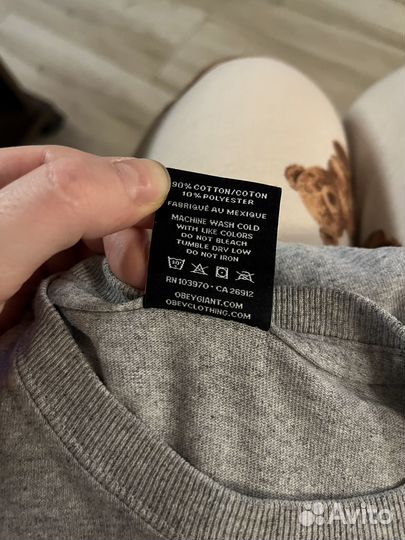 90% COTTON/COTON
10% POLYESTER
FABRIQUÉ AU MEXIQUE
MACHINE WASH COLD
WITH LIKE COLORS
DO NOT BLEACH
TUMBLE DRY LOW
DO NOT IRON
30°
RN 103970 • CA 26912
OBEYGIANT.COM
OBEYCLOTHING.COM
Avito